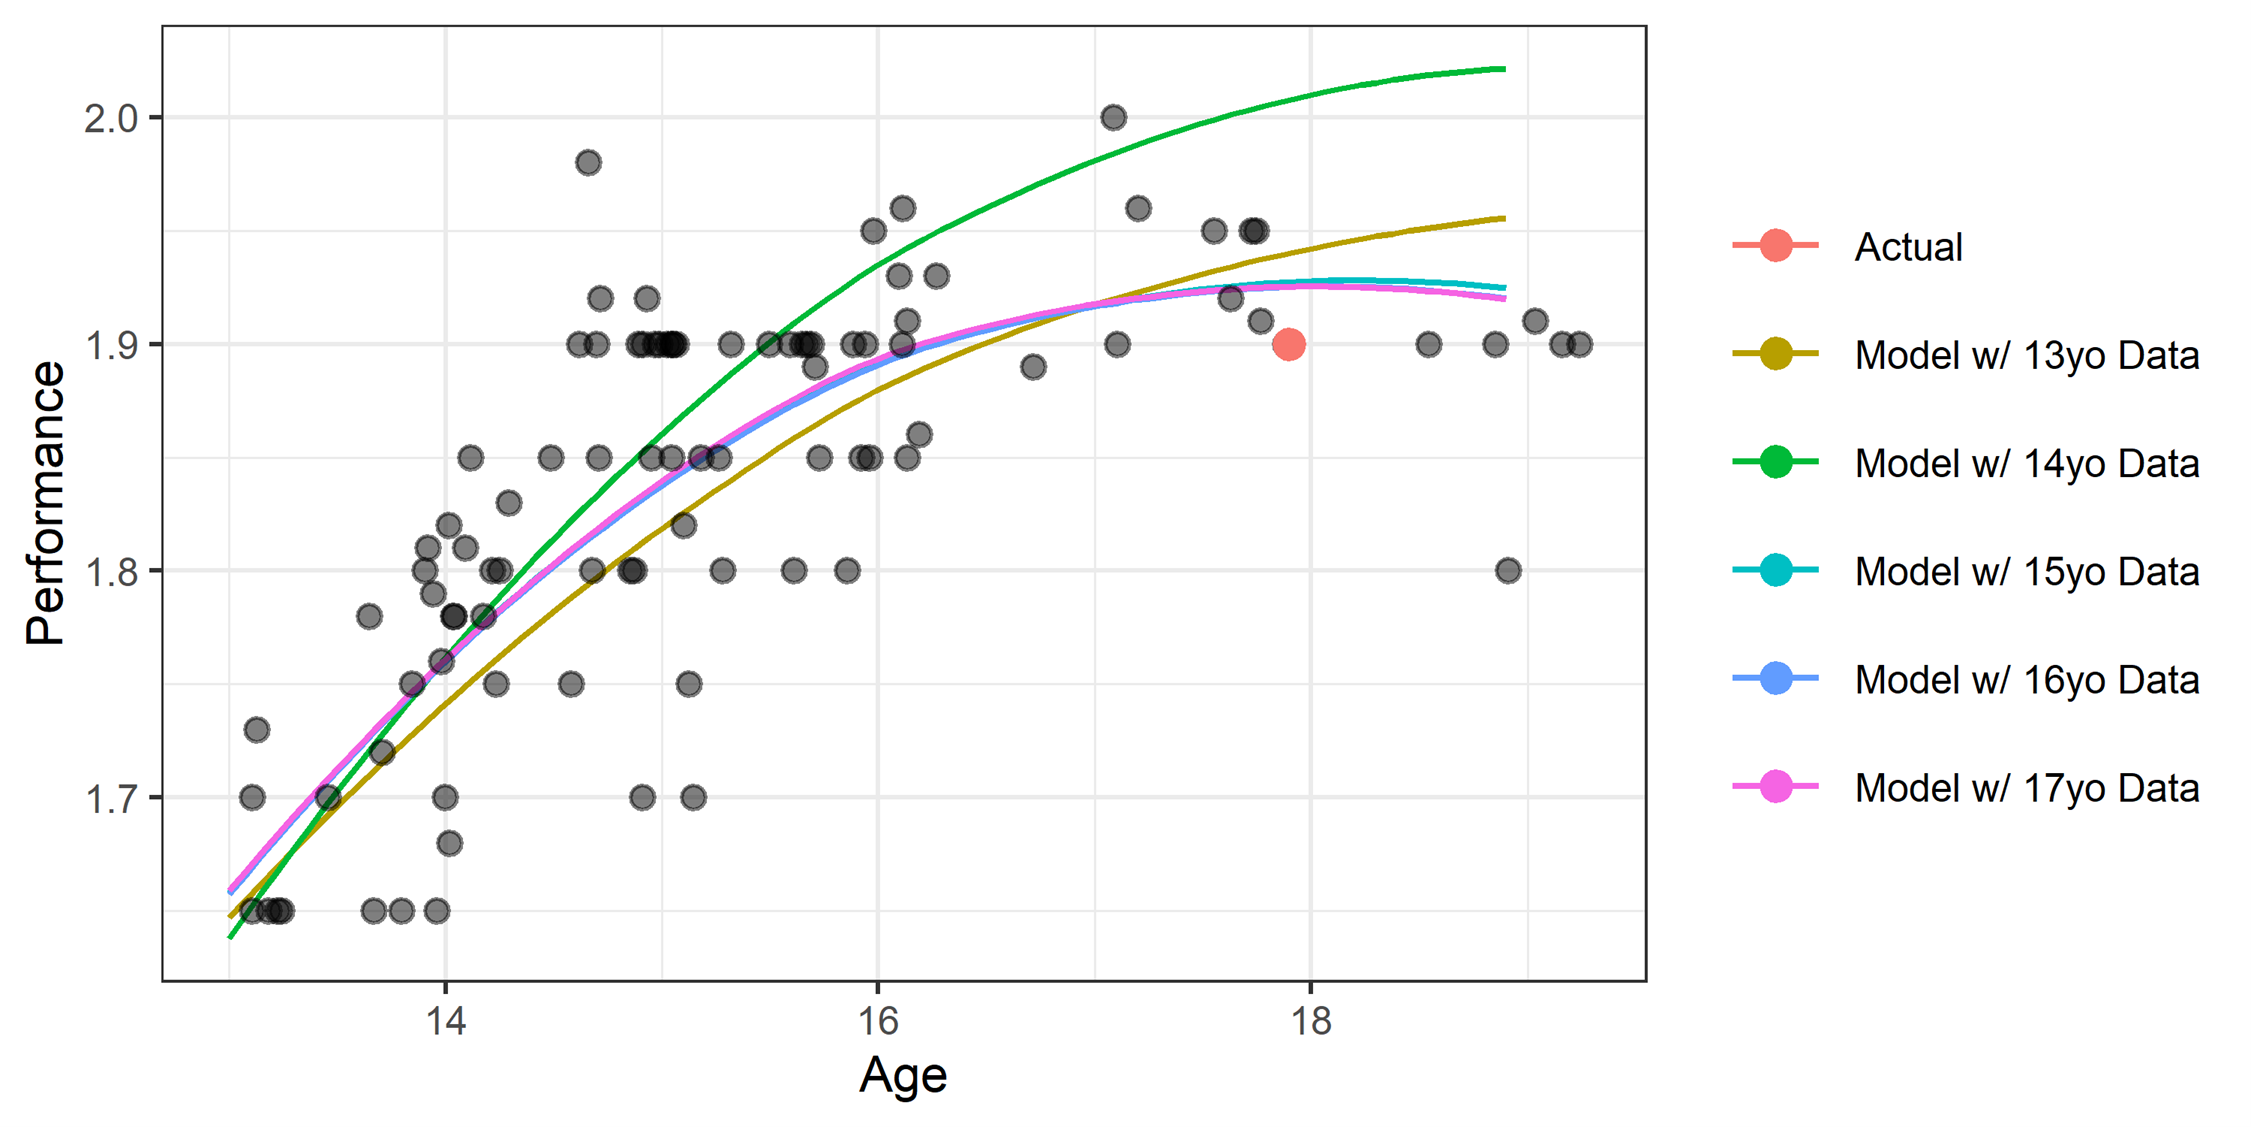 2.0
1.9
1.8
1.7
Performance
14
16
18
Age
Actual
Model w/ 13yo Data
Model w/ 14yo Data
Model w/ 15yo Data
Model w/ 16yo Data
Model w/ 17yo Data